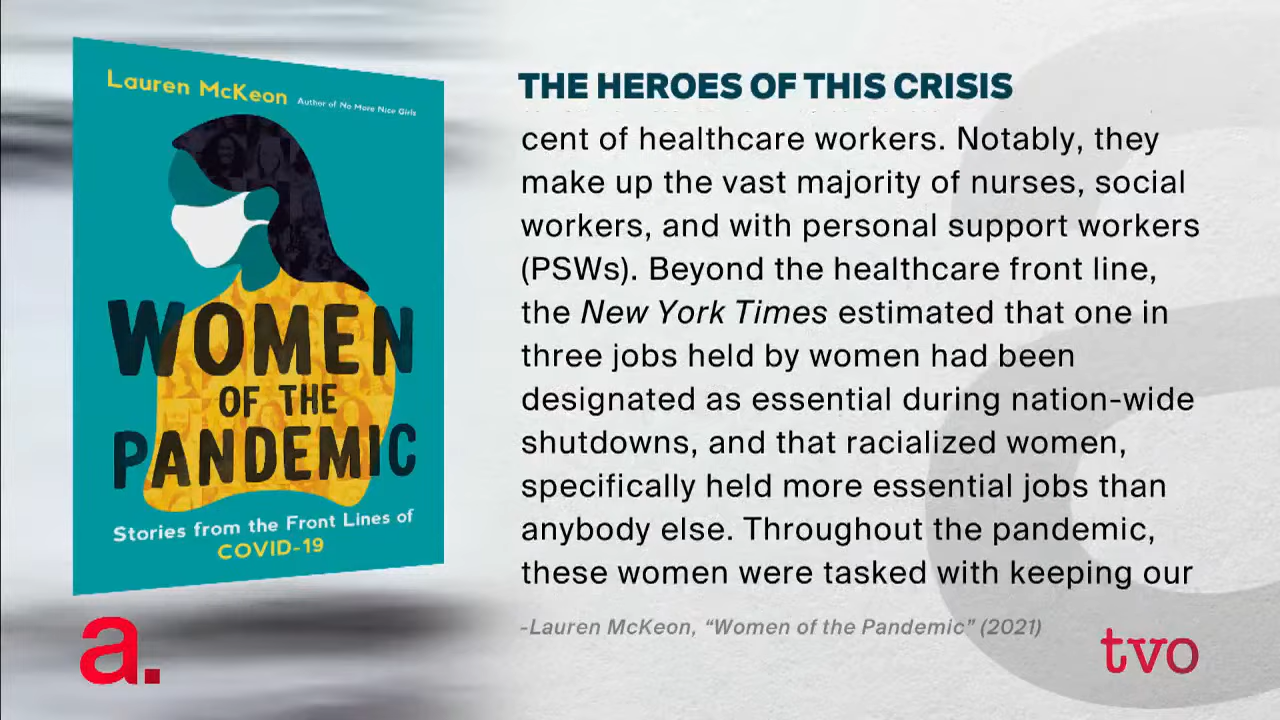 Lauren McKeon Author of No More Nice Girls
WOMEN
OF THE
PANDEMIC
Stories from the Front Lines of
COVID-19
a.
THE HEROES OF THIS CRISIS
cent of healthcare workers. Notably, they
make up the vast majority of nurses, social
workers, and with personal support workers
(PSWs). Beyond the healthcare front line,
the New York Times estimated that one in
three jobs held by women had been
designated as essential during nation-wide
shutdowns, and that racialized women,
specifically held more essential jobs than
anybody else. Throughout the pandemic,
these women were tasked with keeping our
-Lauren McKeon, “Women of the Pandemic” (2021)
tvo